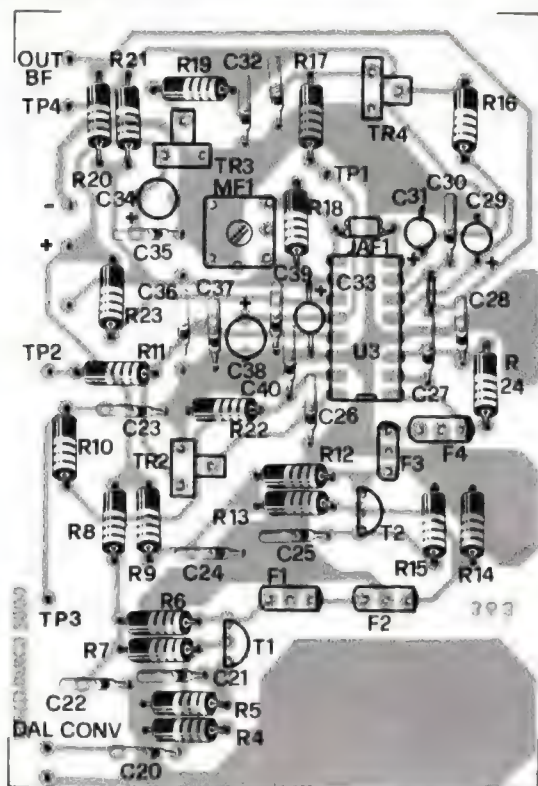 OUT
BF
R21
R19
C32
R17
TP4
R16
TR4
R20
TR3
MF1
TP1
C34
R18
C31
C30
C29
-
+
+
C35
JAF1
+
+
C36
C37
C39
C33
C28
R23
+
+
TP2
R11
C38
U3
R
24
C40
C27
C23
R22
C26
R10
TR2
F3
F4
R12
R8
R13
T2
R9
C25
R15
R14
C24
TP3
F1
F2
393
R6
R7
T1
C21
C22
R5
DAL CONV
R4
C20